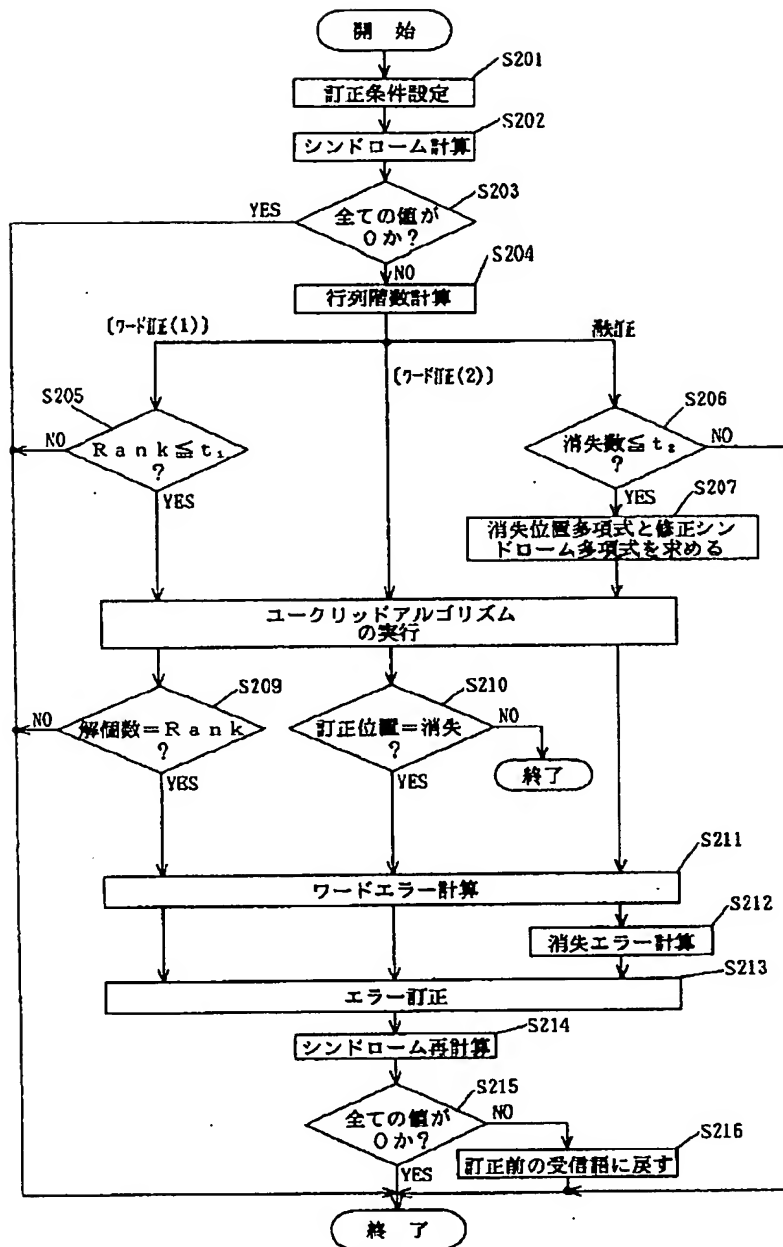 開 始
S201
訂正条件設定
S202
シンドローム計算
S203
全ての値が
0か?
YES
NO
S204
行列階数計算
〔ワード訂正(1)〕
〔ワード訂正(2)〕
S205
Rank≦t₁
?
NO
YES
S206
消失数≦t₂
?
NO
YES
S207
消失位置多項式と修正シン
ドローム多項式を求める
ユークリッドアルゴリズム
の実行
S209
解個数=Rank
?
NO
YES
S210
訂正位置=消失
?
NO
YES
終了
S211
ワードエラー計算
S212
消失エラー計算
S213
エラー訂正
S214
シンドローム再計算
S215
全ての値が
0か?
NO
YES
S216
訂正前の受信語に戻す
終 了